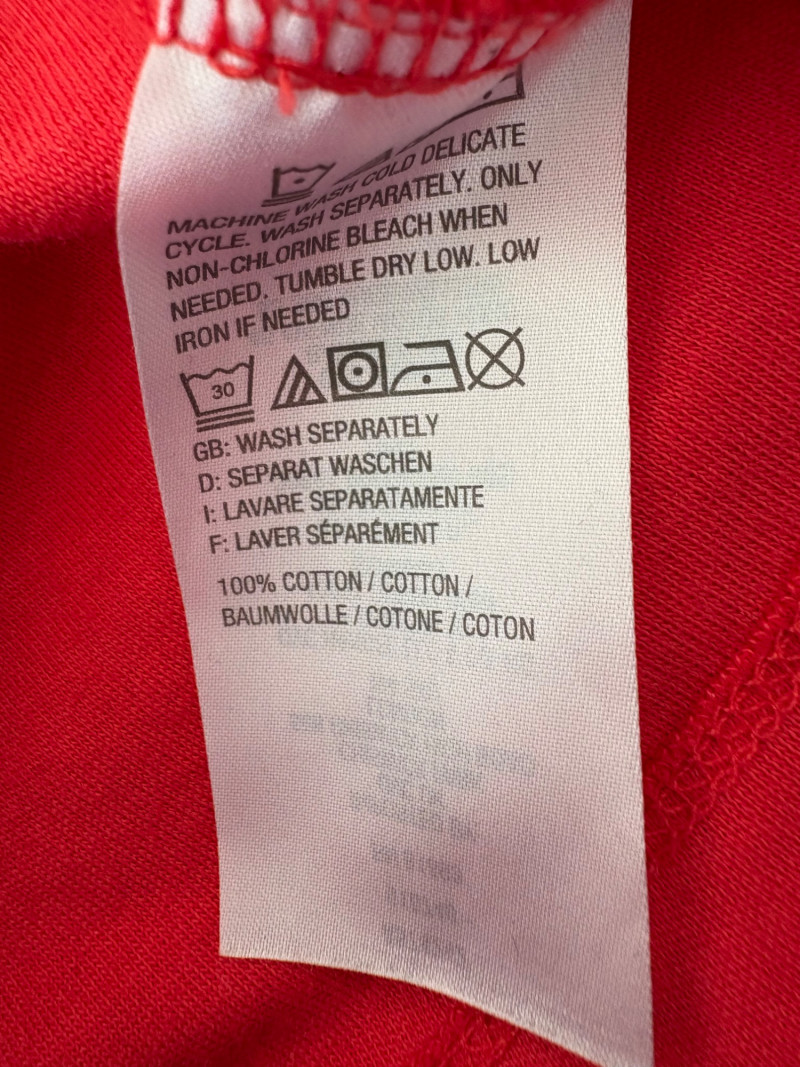 MACHINE WASH COLD DELICATE
CYCLE. WASH SEPARATELY. ONLY
NON-CHLORINE BLEACH WHEN
NEEDED. TUMBLE DRY LOW. LOW
IRON IF NEEDED
30
GB: WASH SEPARATELY
D: SEPARAT WASCHEN
I: LAVARE SEPARATAMENTE
F: LAVER SÉPARÉMENT
100% COTTON / COTTON /
BAUMWOLLE / COTONE / COTON